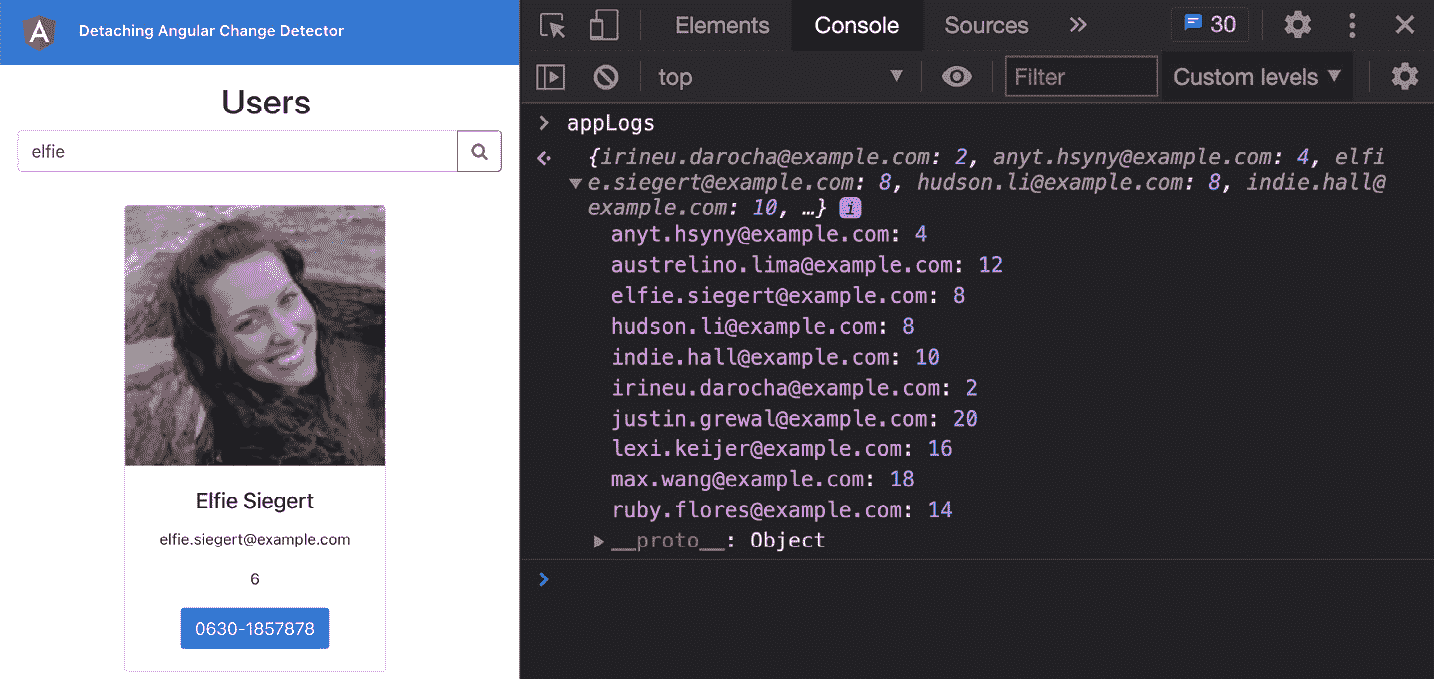 A
Detaching Angular Change Detector
Users
elfie
Elfie Siegert
elfie.siegert@example.com
6
0630-1857878
Elements Console Sources » 30
top Filter Custom levels
appLogs
{irineu.darocha@example.com: 2, anyt.hsyny@example.com: 4, elfi
e.siegert@example.com: 8, hudson.li@example.com: 8, indie.hall@
example.com: 10, …} i
anyt.hsyny@example.com: 4
austrelino.lima@example.com: 12
elfie.siegert@example.com: 8
hudson.li@example.com: 8
indie.hall@example.com: 10
irineu.darocha@example.com: 2
justin.grewal@example.com: 20
lexi.keijer@example.com: 16
max.wang@example.com: 18
ruby.flores@example.com: 14
__proto__: Object